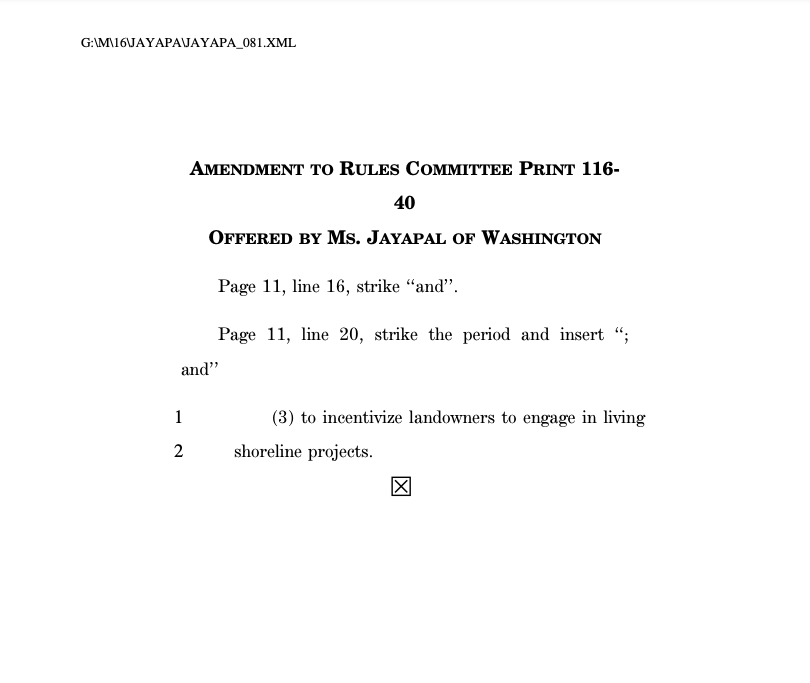 G:\M\16\JAYAPA\JAYAPA_081.XML
AMENDMENT TO RULES COMMITTEE PRINT 116-
40
OFFERED BY MS. JAYAPAL OF WASHINGTON
Page 11, line 16, strike ‘‘and’’.
Page 11, line 20, strike the period and insert ‘‘;
and’’
1 (3) to incentivize landowners to engage in living
2 shoreline projects.
☒